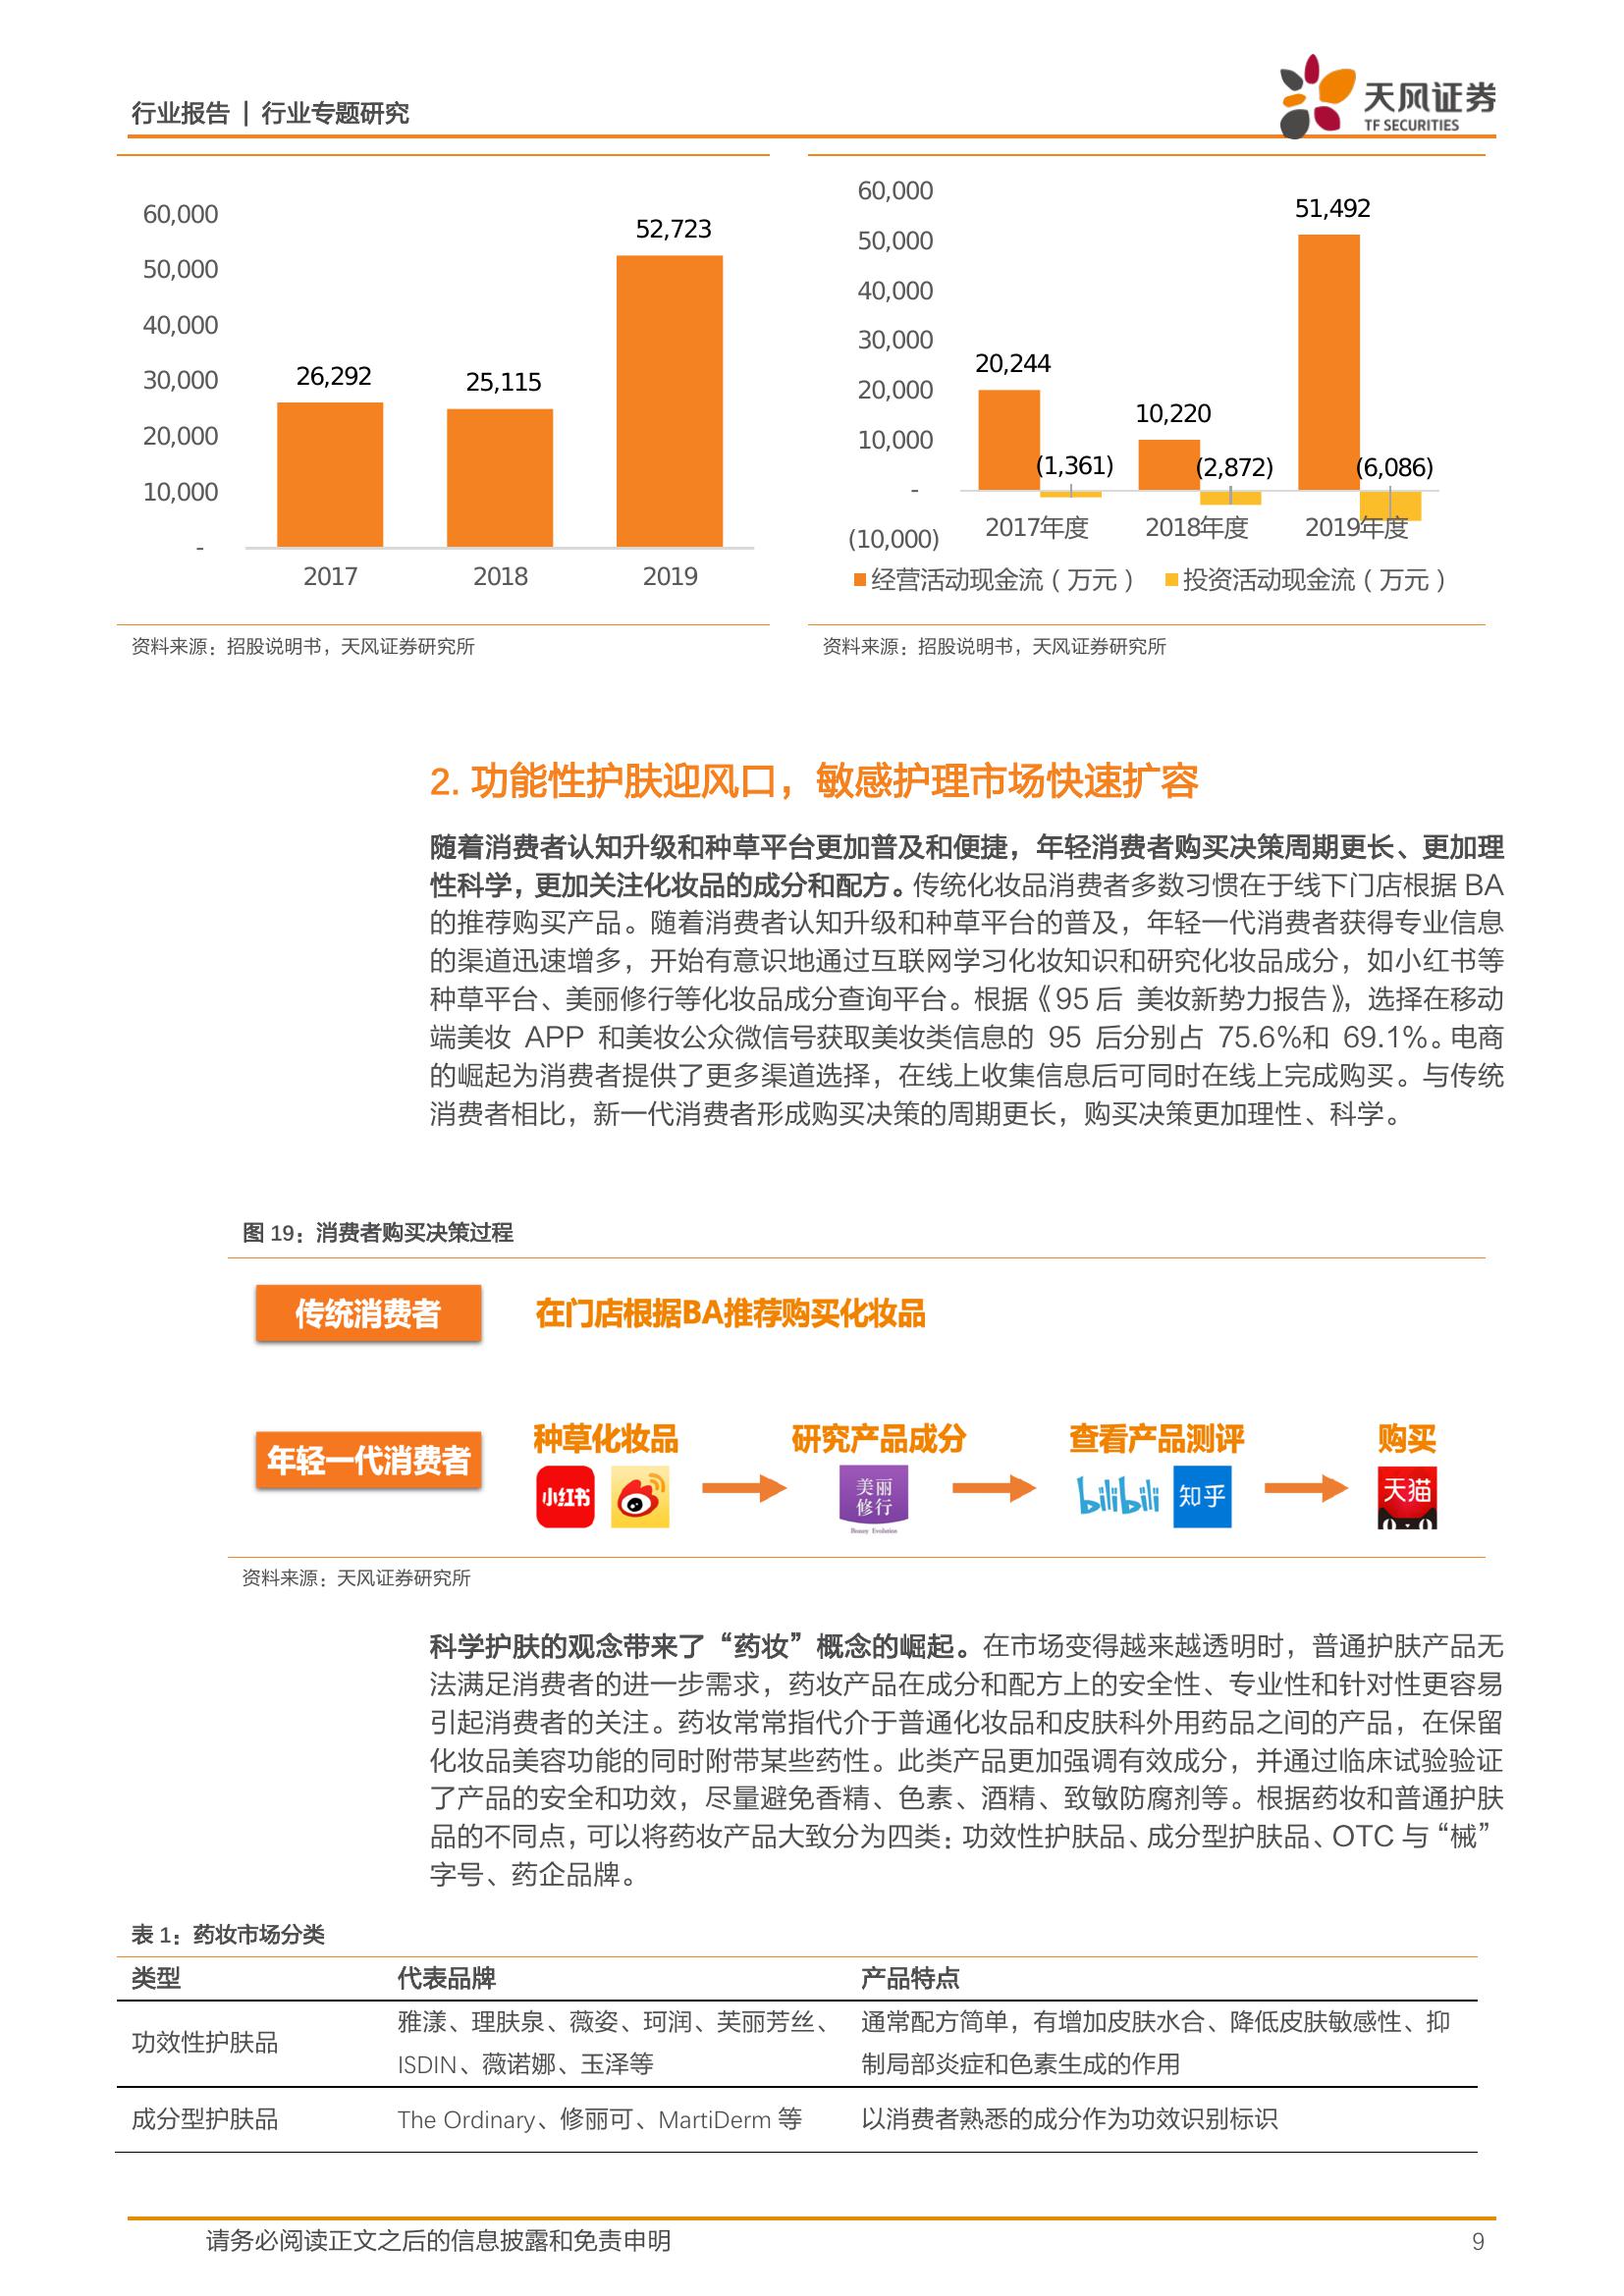 行业报告 | 行业专题研究
天风证券
TF SECURITIES
60,000
50,000
40,000
30,000
20,000
10,000
-
26,292
25,115
52,723
2017
2018
2019
资料来源：招股说明书，天风证券研究所
60,000
50,000
40,000
30,000
20,000
10,000
-
(10,000)
20,244
(1,361)
10,220
(2,872)
51,492
(6,086)
2017年度
2018年度
2019年度
经营活动现金流（万元）
投资活动现金流（万元）
资料来源：招股说明书，天风证券研究所
2. 功能性护肤迎风口，敏感护理市场快速扩容
随着消费者认知升级和种草平台更加普及和便捷，年轻消费者购买决策周期更长、更加理
性科学，更加关注化妆品的成分和配方。传统化妆品消费者多数习惯在于线下门店根据 BA
的推荐购买产品。随着消费者认知升级和种草平台的普及，年轻一代消费者获得专业信息
的渠道迅速增多，开始有意识地通过互联网学习化妆知识和研究化妆品成分，如小红书等
种草平台、美丽修行等化妆品成分查询平台。根据《95 后 美妆新势力报告》，选择在移动
端美妆 APP 和美妆公众微信号获取美妆类信息的 95 后分别占 75.6%和 69.1%。电商
的崛起为消费者提供了更多渠道选择，在线上收集信息后可同时在线上完成购买。与传统
消费者相比，新一代消费者形成购买决策的周期更长，购买决策更加理性、科学。
图 19：消费者购买决策过程
传统消费者
在门店根据BA推荐购买化妆品
年轻一代消费者
种草化妆品
研究产品成分
查看产品测评
购买
小红书
美丽
修行
Beauty Evolution
bilibili
知乎
天猫
资料来源：天风证券研究所
科学护肤的观念带来了“药妆”概念的崛起。在市场变得越来越透明时，普通护肤产品无
法满足消费者的进一步需求，药妆产品在成分和配方上的安全性、专业性和针对性更容易
引起消费者的关注。药妆常常指代介于普通化妆品和皮肤科外用药品之间的产品，在保留
化妆品美容功能的同时附带某些药性。此类产品更加强调有效成分，并通过临床试验验证
了产品的安全和功效，尽量避免香精、色素、酒精、致敏防腐剂等。根据药妆和普通护肤
品的不同点，可以将药妆产品大致分为四类：功效性护肤品、成分型护肤品、OTC 与“械”
字号、药企品牌。
表 1：药妆市场分类
类型
代表品牌
产品特点
功效性护肤品
雅漾、理肤泉、薇姿、珂润、芙丽芳丝、
ISDIN、薇诺娜、玉泽等
通常配方简单，有增加皮肤水合、降低皮肤敏感性、抑
制局部炎症和色素生成的作用
成分型护肤品
The Ordinary、修丽可、MartiDerm 等
以消费者熟悉的成分作为功效识别标识
请务必阅读正文之后的信息披露和免责申明
9